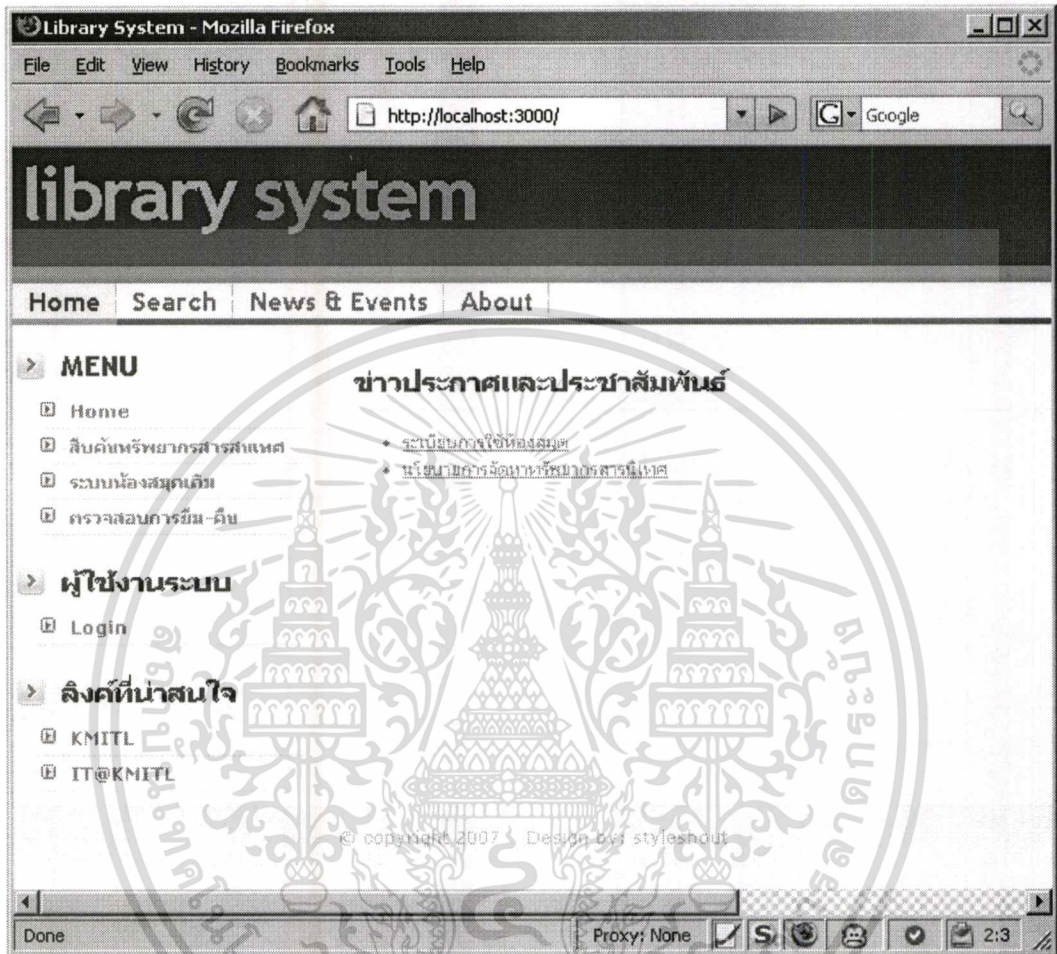 Library System - Mozilla Firefox
File Edit View History Bookmarks Tools Help
http://localhost:3000/
G Google
library system
Home Search News & Events About
MENU
Home
สืบค้นทรัพยากรสารสนเทศ
ระบบห้องสมุดเดิม
ตรวจสอบการยืม-คืน
ผู้ใช้งานระบบ
Login
ลิงค์ที่น่าสนใจ
KMITL
IT@KMITL
ข่าวประกาศและประชาสัมพันธ์
ระเบียบการใช้ห้องสมุด
นโยบายการจัดหาทรัพยากรสารนิเทศ
© copyright 2007 Design by: styleshout
Done Proxy: None 2:3